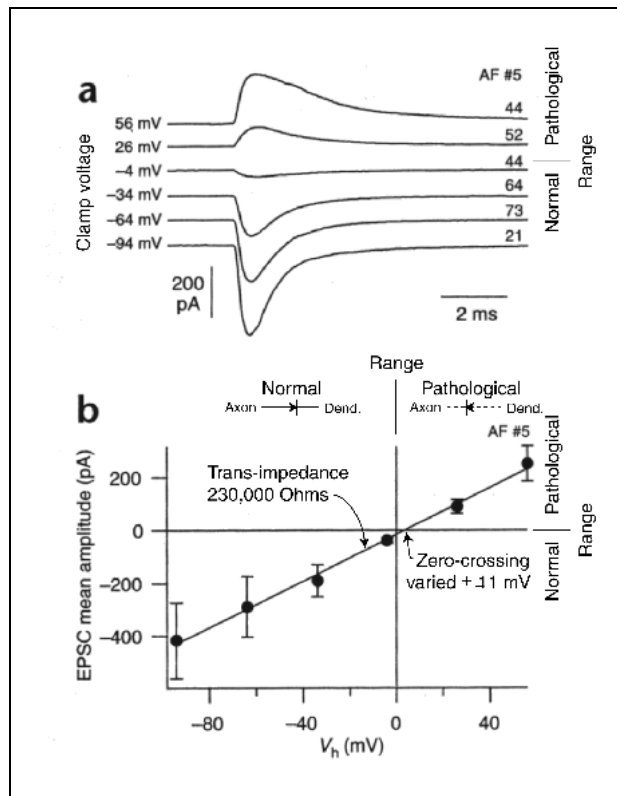 a
AF #5
Pathological
56 mV
44
26 mV
52
-4 mV
44
Range
Clamp voltage
-34 mV
64
Normal
-64 mV
73
-94 mV
21
200
pA
2 ms
Range
Normal
Pathological
b
Axon
Dend.
Axon
Dend.
AF #5
EPSC mean amplitude (pA)
200
0
-200
-400
Trans-impedance
230,000 Ohms
Zero-crossing
varied +-11 mV
Pathological
Normal
Range
-80
-40
0
40
Vh (mV)